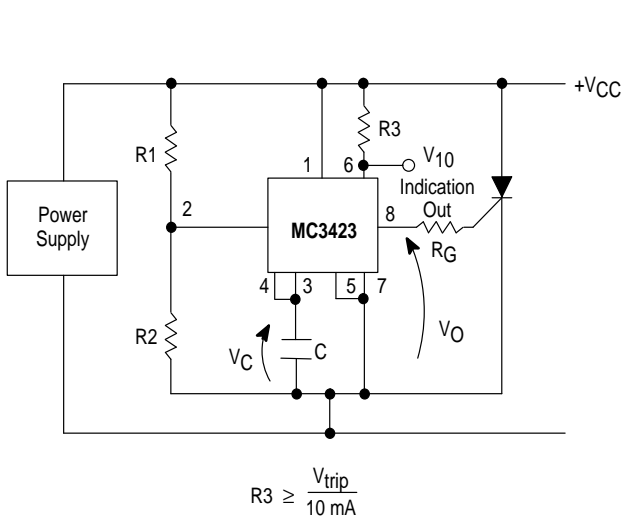 +VCC
R1
R3
V10
1
6
Indication
Out
Power
Supply
2
MC3423
8
RG
4
3
5
7
R2
VC
C
VO
R3 ≥ Vtrip
10 mA